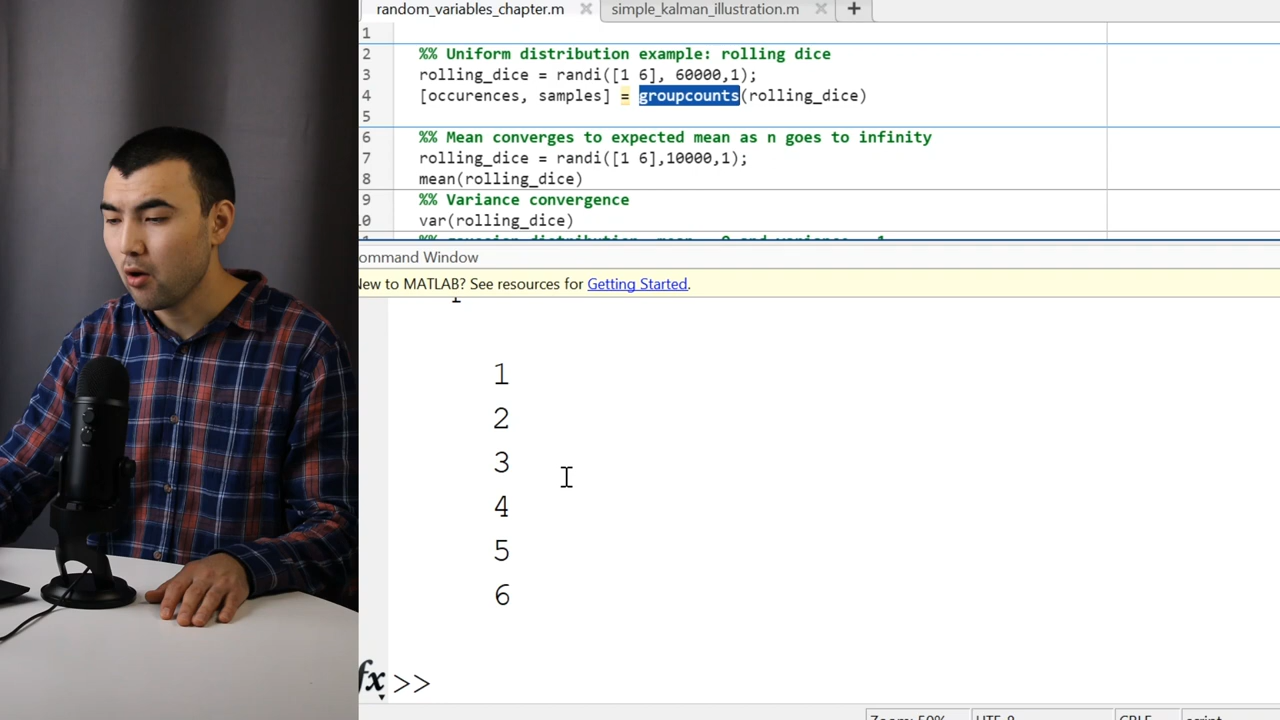 random_variables_chapter.m
simple_kalman_illustration.m
1
2 %% Uniform distribution example: rolling dice
3 rolling_dice = randi([1 6], 60000,1);
4 [occurences, samples] = groupcounts(rolling_dice)
5
6 %% Mean converges to expected mean as n goes to infinity
7 rolling_dice = randi([1 6],10000,1);
8 mean(rolling_dice)
9 %% Variance convergence
10 var(rolling_dice)
ommand Window
New to MATLAB? See resources for Getting Started.
1
2
3
4
5
6
fx >>